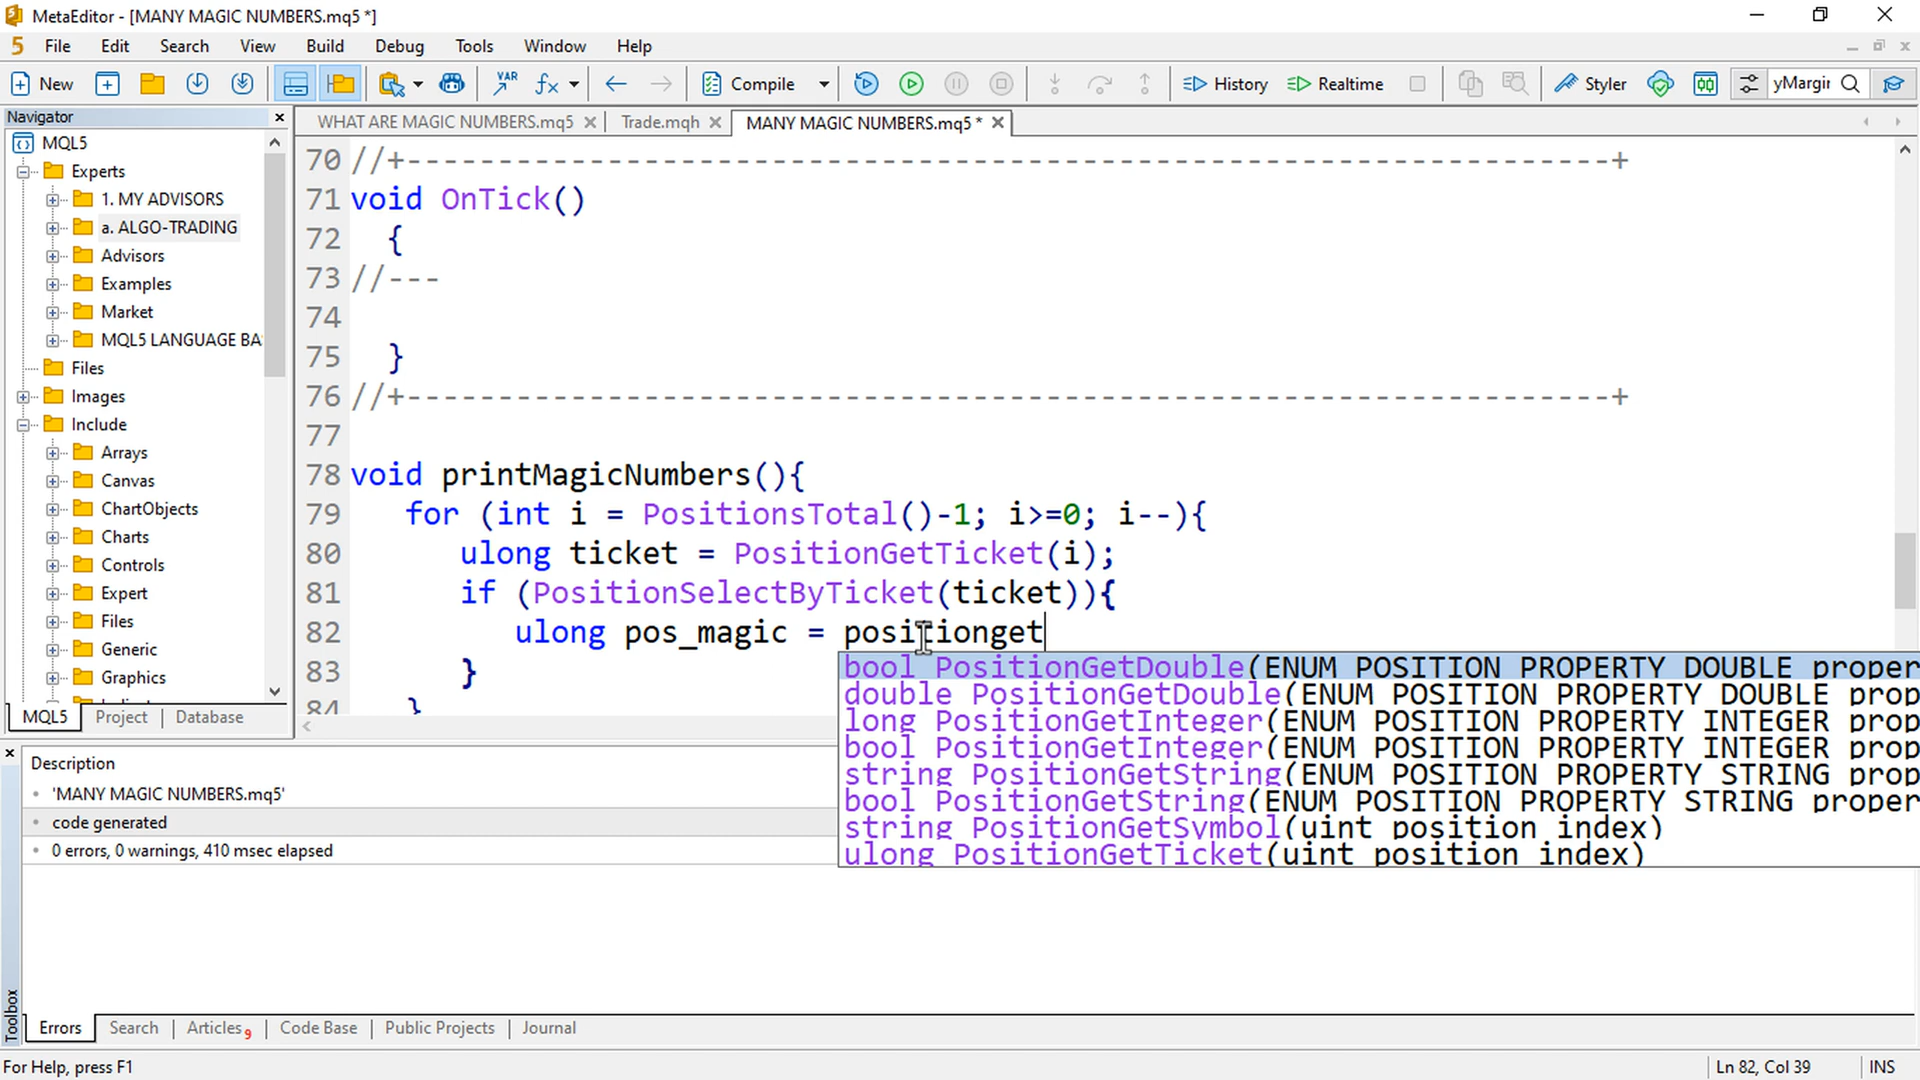 MetaEditor - [MANY MAGIC NUMBERS.mq5 *]
5 File Edit Search View Build Debug Tools Window Help
New VAR Compile History Realtime Styler yMargir
Navigator
WHAT ARE MAGIC NUMBERS.mq5 Trade.mqh MANY MAGIC NUMBERS.mq5 *
MQL5
Experts
1. MY ADVISORS
a. ALGO-TRADING
Advisors
Examples
Market
MQL5 LANGUAGE BA
Files
Images
Include
Arrays
Canvas
ChartObjects
Charts
Controls
Expert
Files
Generic
Graphics
MQL5 Project Database
70 //+------------------------------------------------------------------+
71 void OnTick()
72 {
73 //---
74
75 }
76 //+------------------------------------------------------------------+
77
78 void printMagicNumbers(){
79 for (int i = PositionsTotal()-1; i>=0; i--){
80 ulong ticket = PositionGetTicket(i);
81 if (PositionSelectByTicket(ticket)){
82 ulong pos_magic = positionget
83 }
84 }
bool PositionGetDouble(ENUM_POSITION_PROPERTY_DOUBLE proper
double PositionGetDouble(ENUM_POSITION_PROPERTY_DOUBLE prop
long PositionGetInteger(ENUM_POSITION_PROPERTY_INTEGER prop
bool PositionGetInteger(ENUM_POSITION_PROPERTY_INTEGER prop
string PositionGetString(ENUM_POSITION_PROPERTY_STRING prop
bool PositionGetString(ENUM_POSITION_PROPERTY_STRING proper
string PositionGetSymbol(uint position_index)
ulong PositionGetTicket(uint position_index)
Description
'MANY MAGIC NUMBERS.mq5'
code generated
0 errors, 0 warnings, 410 msec elapsed
Toolbox
Errors Search Articles 9 Code Base Public Projects Journal
For Help, press F1 Ln 82, Col 39 INS